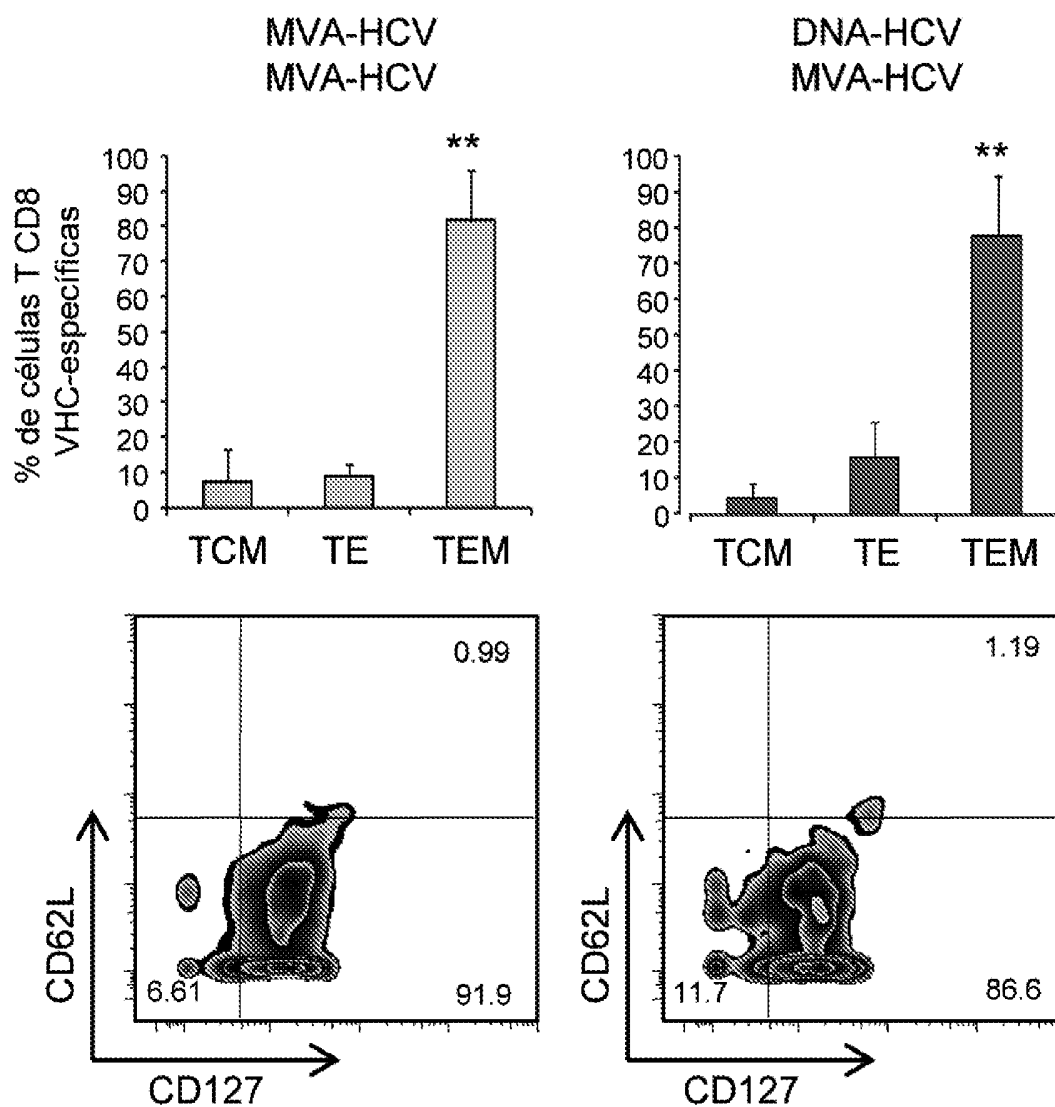 MVA-HCV
MVA-HCV
DNA-HCV
MVA-HCV
% de células T CD8
VHC-específicas
100
90
80
70
60
50
40
30
20
10
0
**
TCM TE TEM
100
90
80
70
60
50
40
30
20
10
0
**
TCM TE TEM
0.99
6.61
91.9
CD62L
CD127
1.19
11.7
86.6
CD62L
CD127